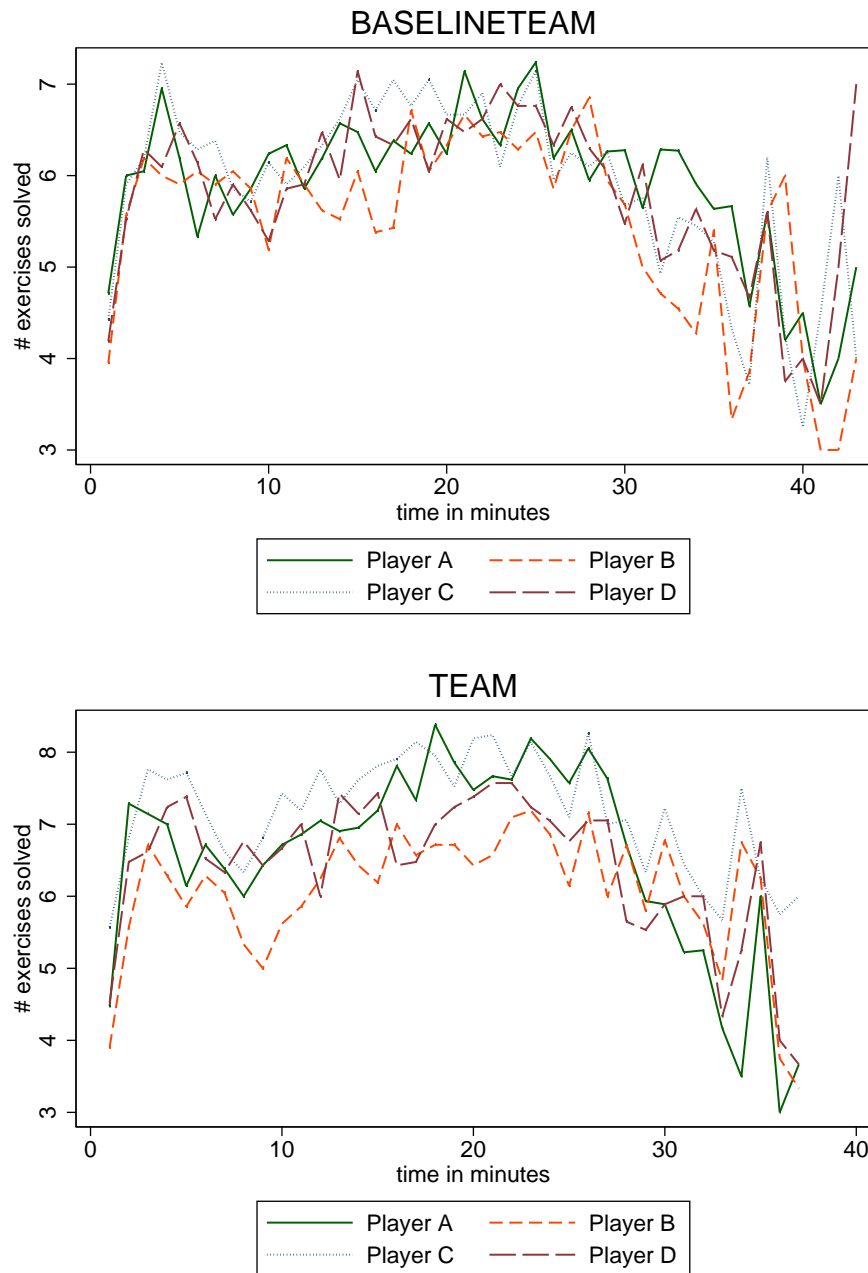 BASELINETEAM
# exercises solved
7
6
5
4
3
0 10 20 30 40
time in minutes
Player A Player B
Player C Player D
TEAM
# exercises solved
8
7
6
5
4
3
0 10 20 30 40
time in minutes
Player A Player B
Player C Player D